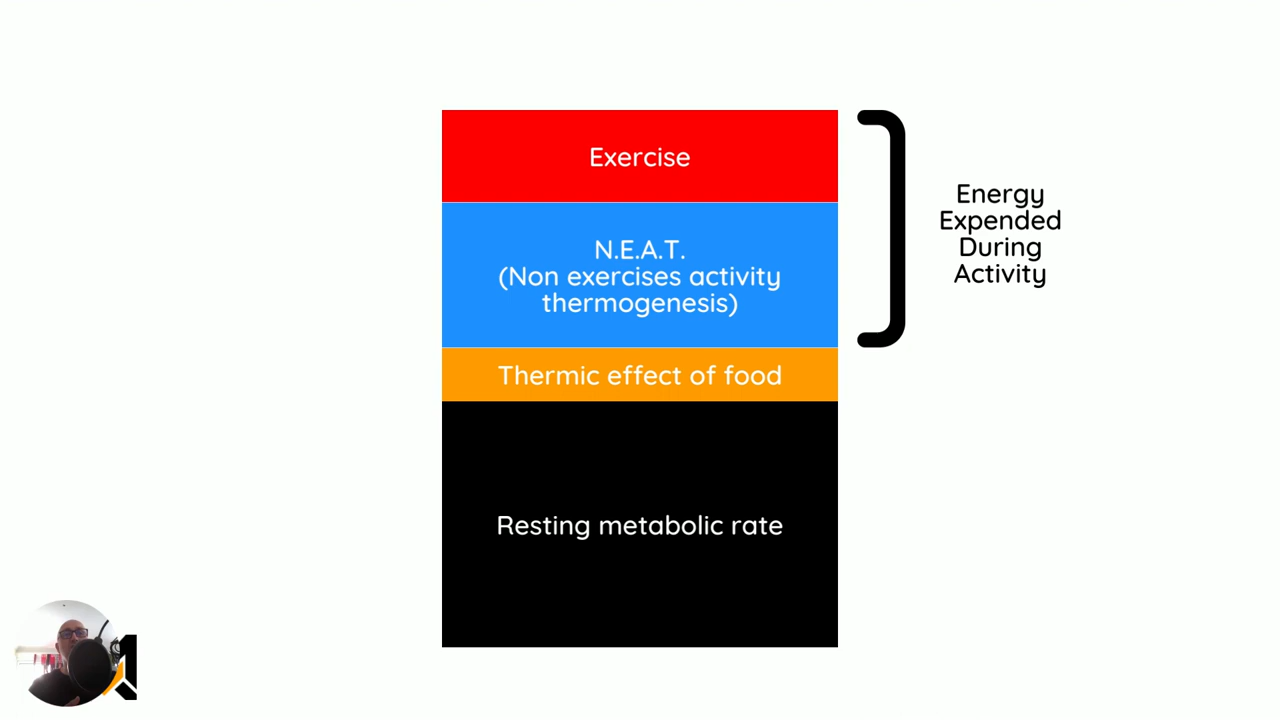 Exercise
N.E.A.T.
(Non exercises activity
thermogenesis)
Thermic effect of food
Resting metabolic rate
Energy
Expended
During
Activity